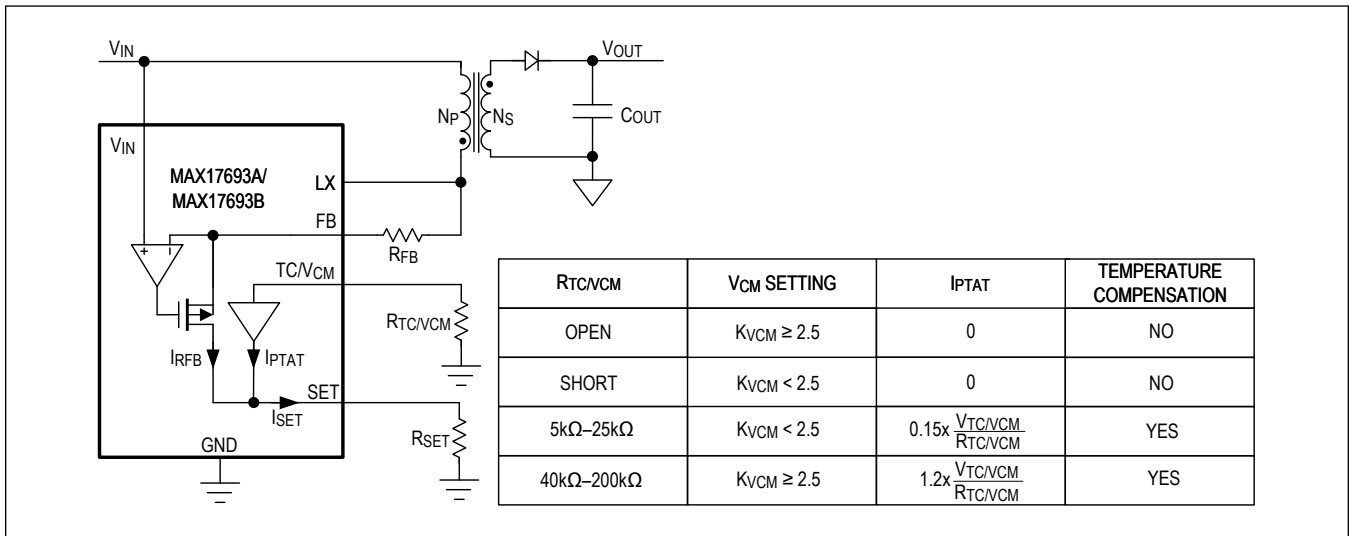 VIN
VOUT
NP
NS
COUT
VIN
MAX17693A/
MAX17693B
LX
FB
RFB
+
–
TC/VCM
RTC/VCM
IRFB
IPTAT
SET
ISET
RSET
GND
RTC/VCM VCM SETTING IPTAT TEMPERATURE COMPENSATION
OPEN KVCM ≥ 2.5 0 NO
SHORT KVCM < 2.5 0 NO
5kΩ–25kΩ KVCM < 2.5 0.15x VTC/VCM / RTC/VCM YES
40kΩ–200kΩ KVCM ≥ 2.5 1.2x VTC/VCM / RTC/VCM YES